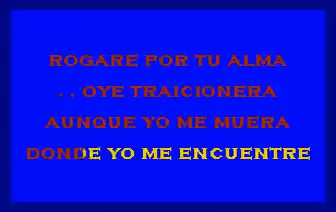 ROGARE POR TU ALMA
. . OYE TRAICIONERA
AUNQUE YO ME MUERA
DONDE YO ME ENCUENTRE